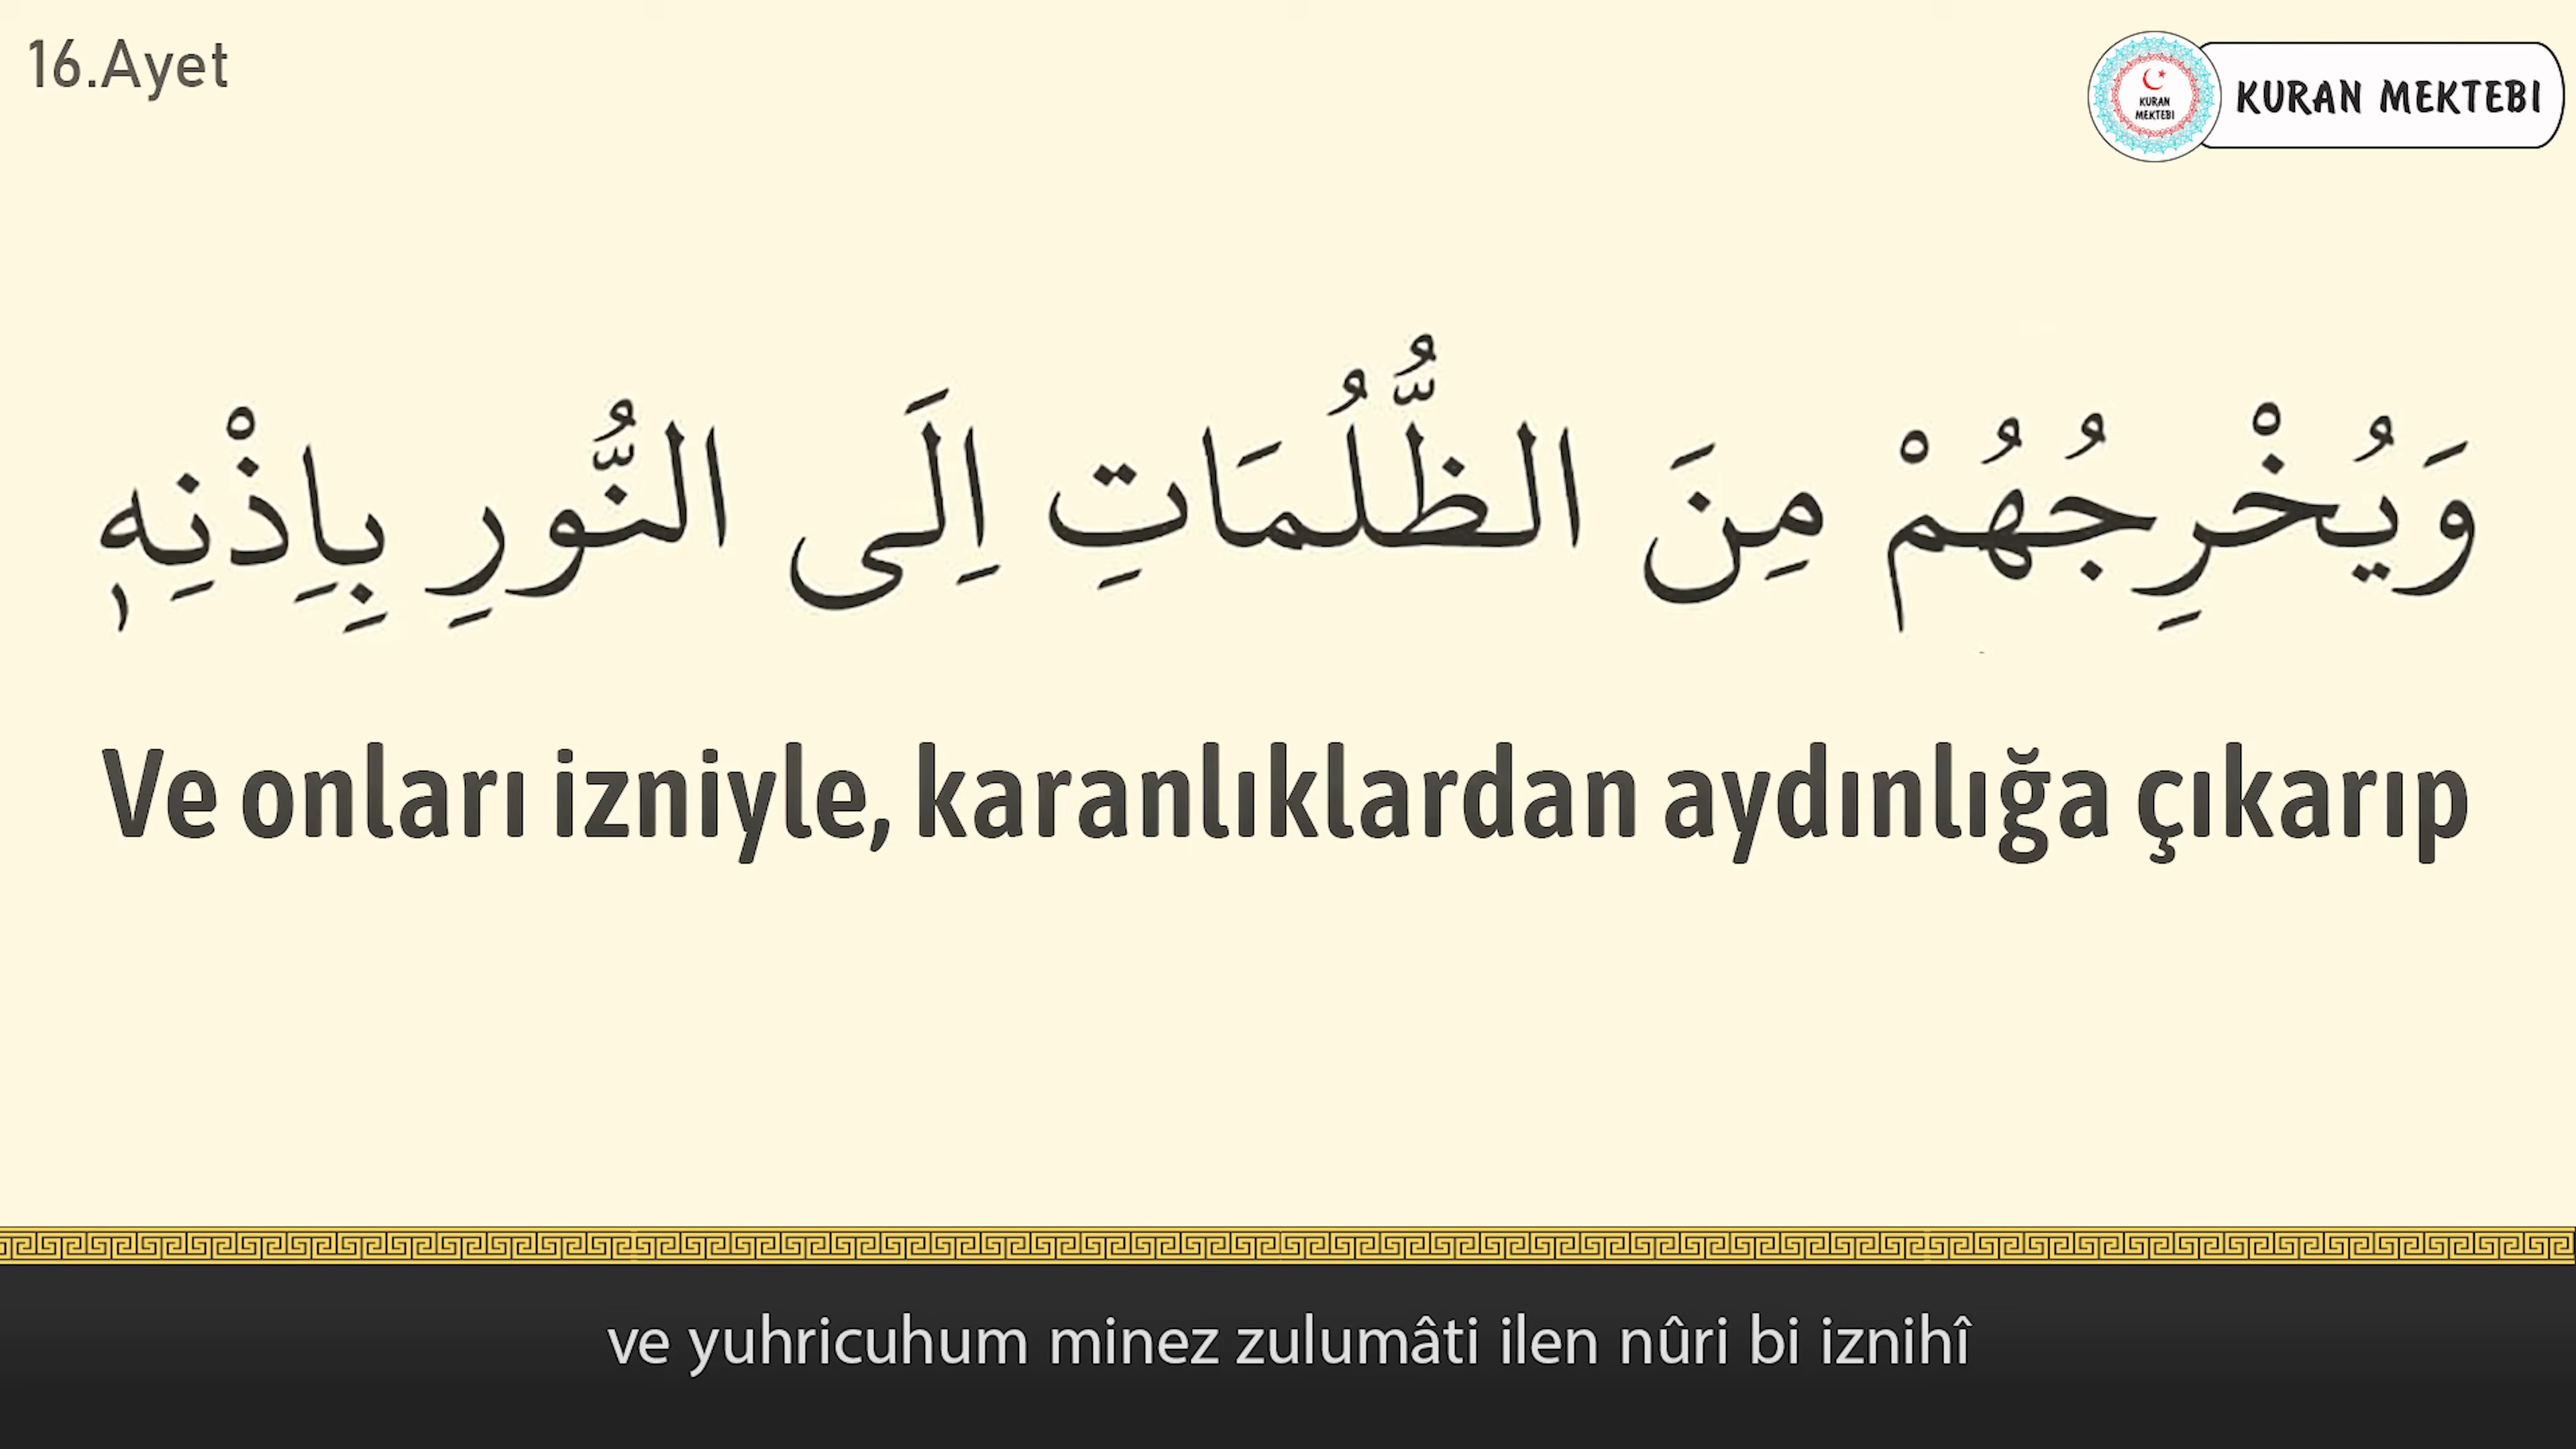 16.Ayet
KURAN MEKTEBI
KURAN MEKTEBI
وَيُخْرِجُهُمْ مِنَ الظُّلُمَاتِ اِلَى النُّورِ بِاِذْنِه۪
Ve onları izniyle, karanlıklardan aydınlığa çıkarıp
ve yuhricuhum minez zulumâti ilen nûri bi iznihî